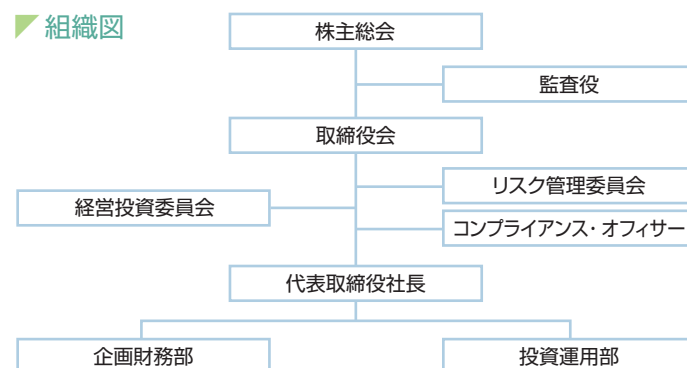 組織図
株主総会
監査役
取締役会
リスク管理委員会
経営投資委員会
コンプライアンス・オフィサー
代表取締役社長
企画財務部
投資運用部